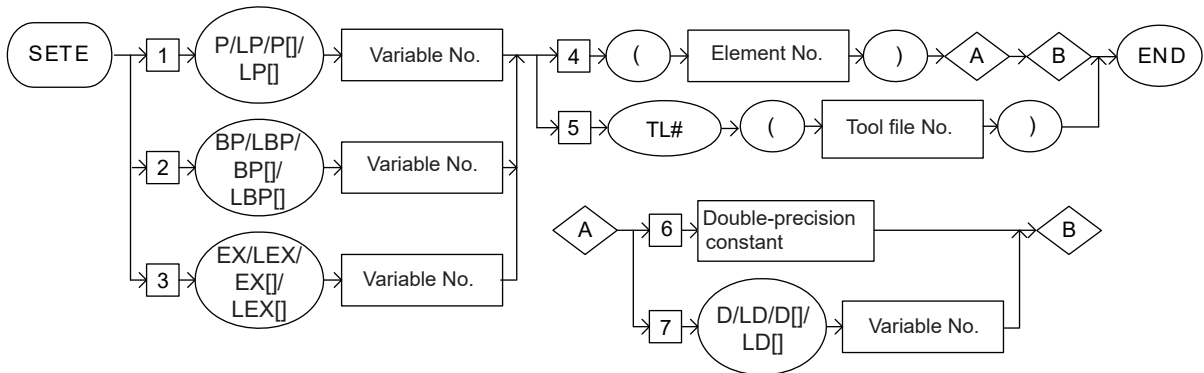 SETE
1
P/LP/P[]/
LP[]
Variable No.
4
(
Element No.
)
A
B
END
5
TL#
(
Tool file No.
)
2
BP/LBP/
BP[]/
LBP[]
Variable No.
3
EX/LEX/
EX[]/
LEX[]
Variable No.
A
6
Double-precision
constant
B
7
D/LD/D[]/
LD[]
Variable No.